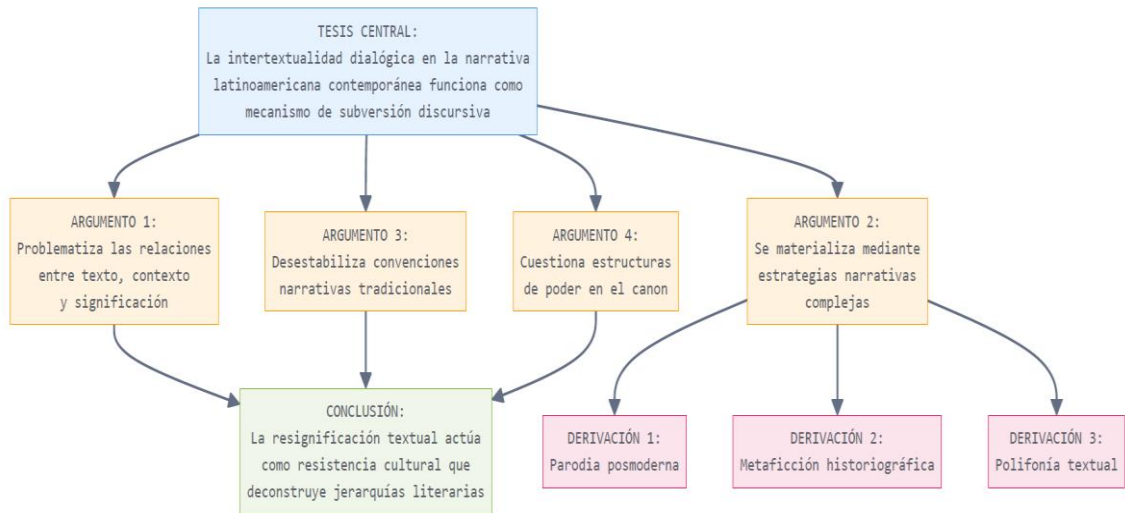 TESIS CENTRAL:
La intertextualidad dialógica en la narrativa
latinoamericana contemporánea funciona como
mecanismo de subversión discursiva
ARGUMENTO 1:
Problematiza las relaciones
entre texto, contexto
y significación
ARGUMENTO 3:
Desestabiliza convenciones
narrativas tradicionales
ARGUMENTO 4:
Cuestiona estructuras
de poder en el canon
ARGUMENTO 2:
Se materializa mediante
estrategias narrativas
complejas
CONCLUSIÓN:
La resignificación textual actúa
como resistencia cultural que
deconstruye jerarquías literarias
DERIVACIÓN 1:
Parodia posmoderna
DERIVACIÓN 2:
Metaficción historiográfica
DERIVACIÓN 3:
Polifonía textual